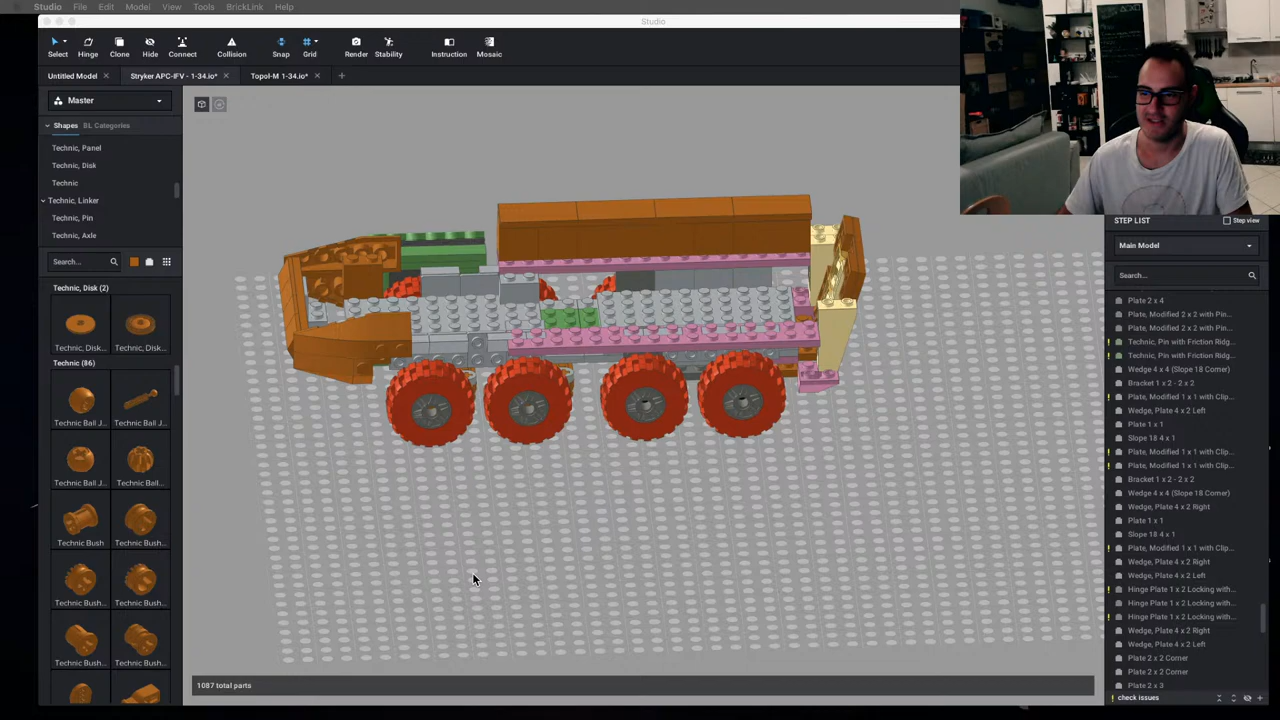 Studio File Edit Model View Tools BrickLink Help
Studio
Select Hinge Clone Hide Connect Collision Snap Grid Render Stability Instruction Mosaic
Untitled Model Stryker APC-IFV - 1-34.io* Topol-M 1-34.io*
Master
Shapes BL Categories
Technic, Panel
Technic, Disk
Technic
Technic, Linker
Technic, Pin
Technic, Axle
Search...
Technic, Disk (2)
Technic, Disk... Technic, Disk...
Technic (86)
Technic Ball J... Technic Ball J...
Technic Ball J... Technic Ball J...
Technic Bush Technic Bush...
Technic Bush... Technic Bush...
Technic Bush... Technic Bush...
1087 total parts
STEP LIST Step view
Main Model
Search...
Plate 2 x 4
Plate, Modified 2 x 2 with Pin...
Plate, Modified 2 x 2 with Pin...
Technic, Pin with Friction Ridg...
Technic, Pin with Friction Ridg...
Wedge 4 x 4 (Slope 18 Corner)
Bracket 1 x 2 - 2 x 2
Plate, Modified 1 x 1 with Clip...
Wedge, Plate 4 x 2 Left
Plate 1 x 1
Slope 18 4 x 1
Plate, Modified 1 x 1 with Clip...
Plate, Modified 1 x 1 with Clip...
Bracket 1 x 2 - 2 x 2
Wedge 4 x 4 (Slope 18 Corner)
Wedge, Plate 4 x 2 Right
Plate 1 x 1
Slope 18 4 x 1
Plate, Modified 1 x 1 with Clip...
Wedge, Plate 4 x 2 Right
Wedge, Plate 4 x 2 Left
Hinge Plate 1 x 2 Locking with...
Hinge Plate 1 x 2 Locking with...
Hinge Plate 1 x 2 Locking with...
Wedge, Plate 4 x 2 Right
Wedge, Plate 4 x 2 Left
Plate 2 x 2 Corner
Plate 2 x 2 Corner
Plate 2 x 3
check issues